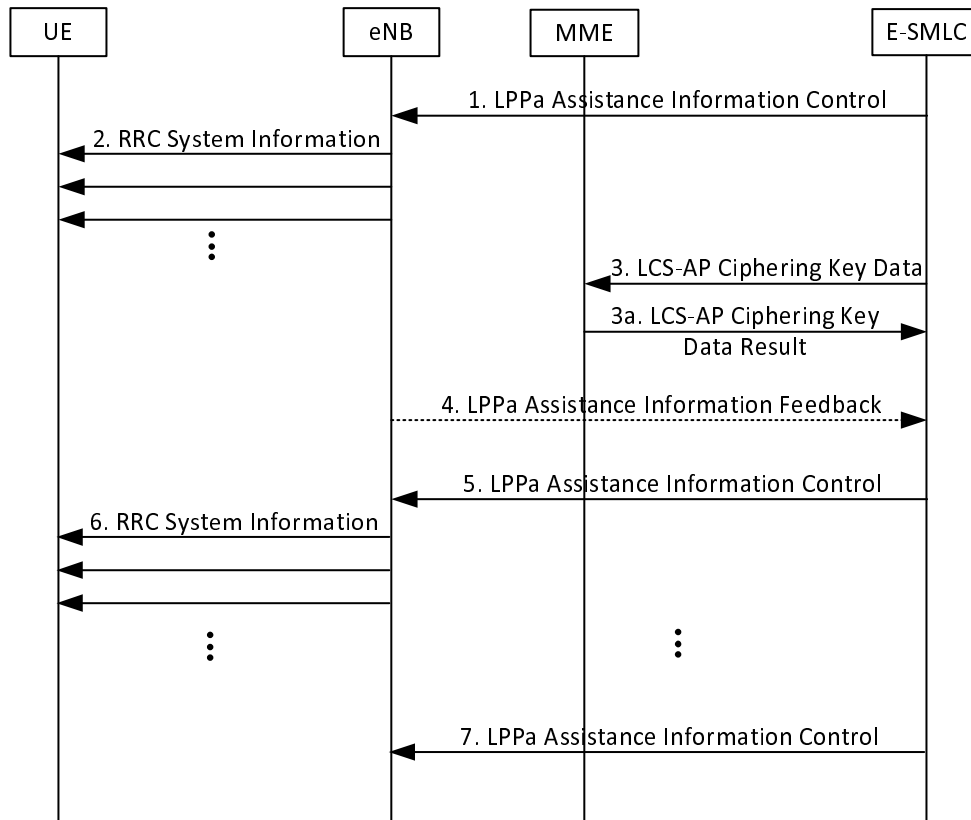 UE
eNB
MME
E-SMLC
1. LPPa Assistance Information Control
2. RRC System Information
3. LCS-AP Ciphering Key Data
3a. LCS-AP Ciphering Key
Data Result
4. LPPa Assistance Information Feedback
5. LPPa Assistance Information Control
6. RRC System Information
7. LPPa Assistance Information Control